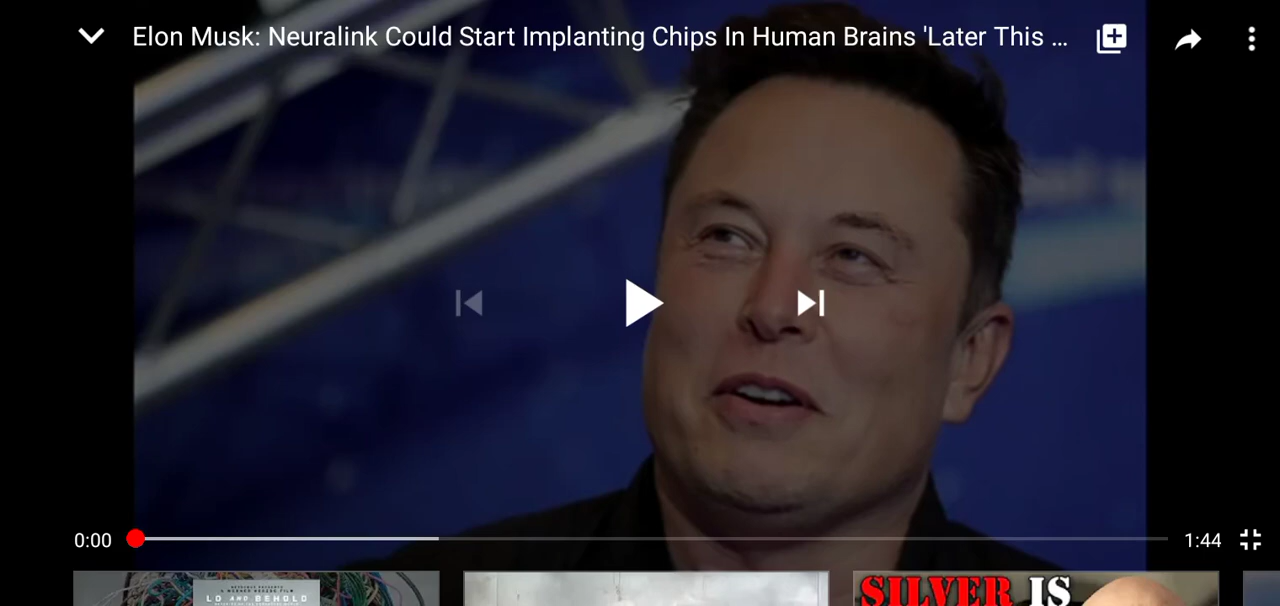 Elon Musk: Neuralink Could Start Implanting Chips In Human Brains 'Later This ...
0:00
1:44
LO AND BEHOLD
SILVER IS